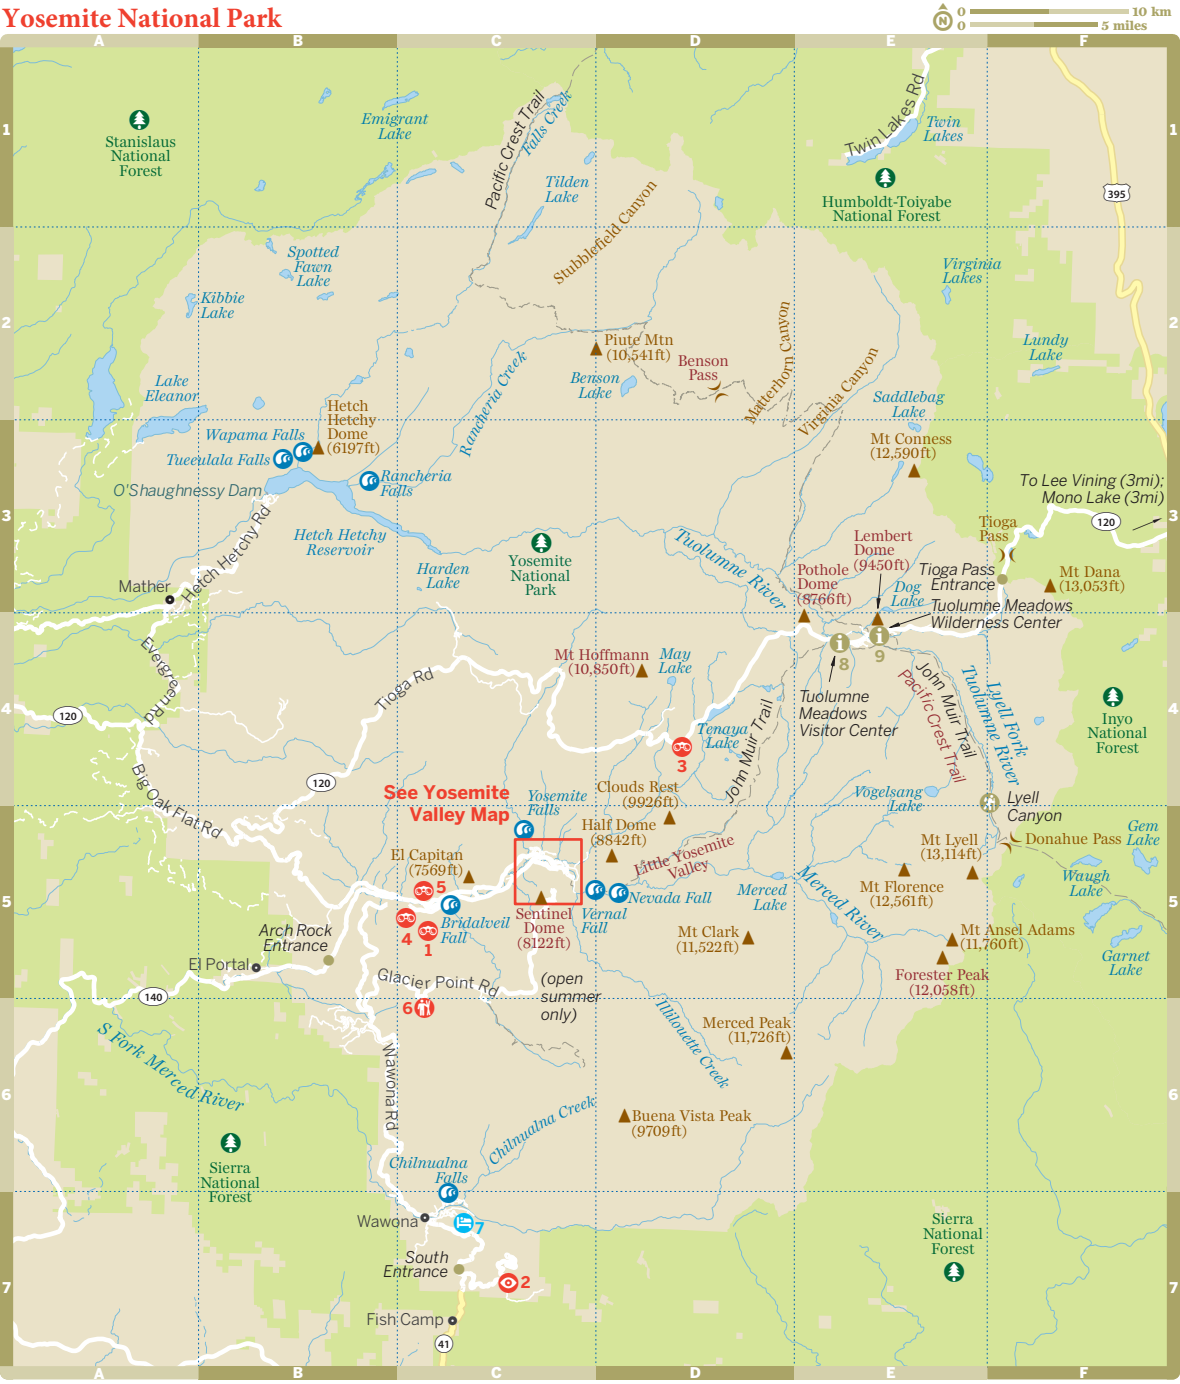 Yosemite National Park
N
0
10 km
0
5 miles
A
B
C
D
E
F
1
1
Stanislaus
National
Forest
Emigrant
Lake
Pacific Crest Trail
Falls Creek
Tilden
Lake
Twin Lakes Rd
Twin
Lakes
Humboldt-Toiyabe
National Forest
395
Stubblefield Canyon
Spotted
Fawn
Lake
Kibbie
Lake
Virginia
Lakes
2
2
Piute Mtn
(10,541ft)
Benson
Pass
Benson
Lake
Matterhorn Canyon
Virginia Canyon
Lundy
Lake
Lake
Eleanor
Rancheria Creek
Saddlebag
Lake
Hetch
Hetchy
Dome
(6197ft)
Wapama Falls
Tueeulala Falls
Rancheria
Falls
O'Shaughnessy Dam
Mt Conness
(12,590ft)
To Lee Vining (3mi);
Mono Lake (3mi)
120
3
3
Hetch Hetchy Rd
Hetch Hetchy
Reservoir
Harden
Lake
Yosemite
National
Park
Tuolumne River
Tioga
Pass
Lembert
Dome
(9450ft)
Pothole
Dome
(8766ft)
Dog
Lake
Tioga Pass
Entrance
Mt Dana
(13,053ft)
Mather
Tuolumne Meadows
Wilderness Center
8
9
Evergreen Rd
Mt Hoffmann
(10,850ft)
May
Lake
Tuolumne
Meadows
Visitor Center
John Muir Trail
Pacific Crest Trail
Lyell Fork
Tuolumne River
Inyo
National
Forest
4
4
120
Tioga Rd
Tenaya
Lake
3
John Muir Trail
120
Big Oak Flat Rd
See Yosemite
Valley Map
Yosemite
Falls
Clouds Rest
(9926ft)
Half Dome
(8842ft)
Vogelsang
Lake
Lyell
Canyon
Donahue Pass
Gem
Lake
Mt Lyell
(13,114ft)
El Capitan
(7569ft)
5
Little Yosemite
Valley
Mt Florence
(12,561ft)
Waugh
Lake
5
5
Bridalveil
Fall
4
1
Sentinel
Dome
(8122ft)
Vernal
Fall
Nevada Fall
Merced
Lake
Merced River
Mt Clark
(11,522ft)
Mt Ansel Adams
(11,760ft)
Forester Peak
(12,058ft)
Garnet
Lake
Arch Rock
Entrance
El Portal
Glacier Point Rd
(open
summer
only)
140
6
S Fork Merced River
Wawona Rd
Illilouette Creek
Merced Peak
(11,726ft)
6
6
Buena Vista Peak
(9709ft)
Chilnualna Creek
Sierra
National
Forest
Chilnualna
Falls
Wawona
7
Sierra
National
Forest
South
Entrance
2
7
7
Fish Camp
41
A
B
C
D
E
F